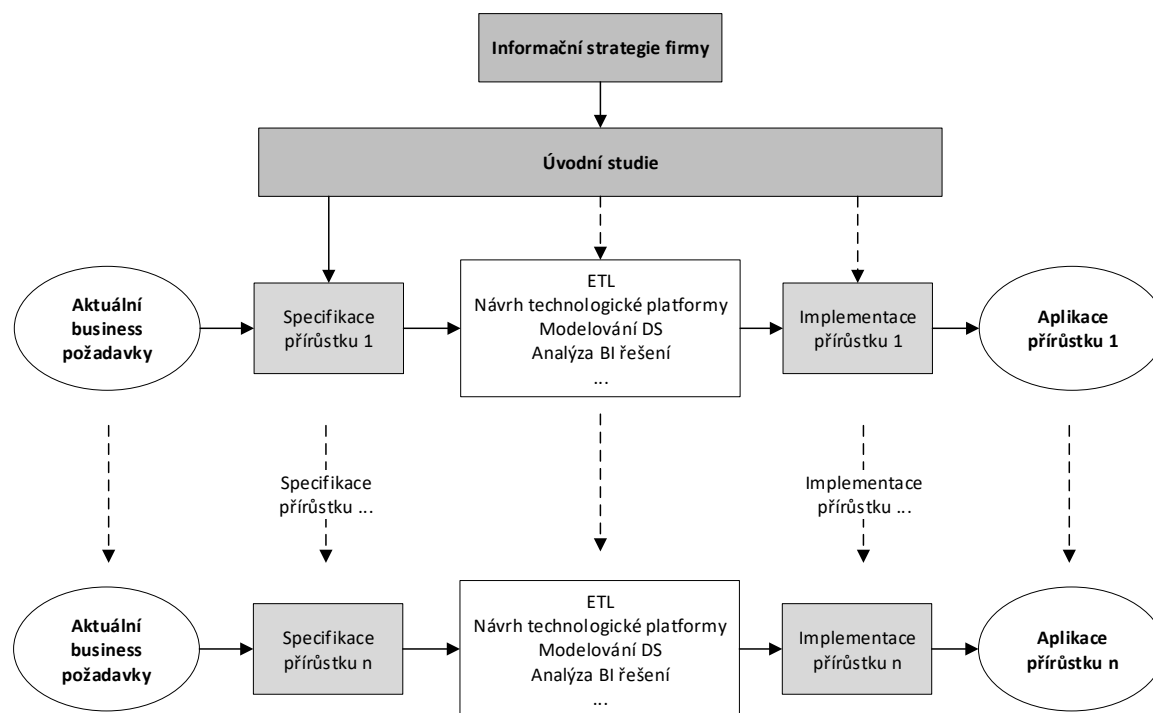 Informační strategie firmy
Úvodní studie
Aktuální
business
požadavky
Specifikace
přírůstku 1
ETL
Návrh technologické platformy
Modelování DS
Analýza BI řešení
...
Implementace
přírůstku 1
Aplikace
přírůstku 1
Specifikace
přírůstku ...
Implementace
přírůstku ...
Aktuální
business
požadavky
Specifikace
přírůstku n
ETL
Návrh technologické platformy
Modelování DS
Analýza BI řešení
...
Implementace
přírůstku n
Aplikace
přírůstku n